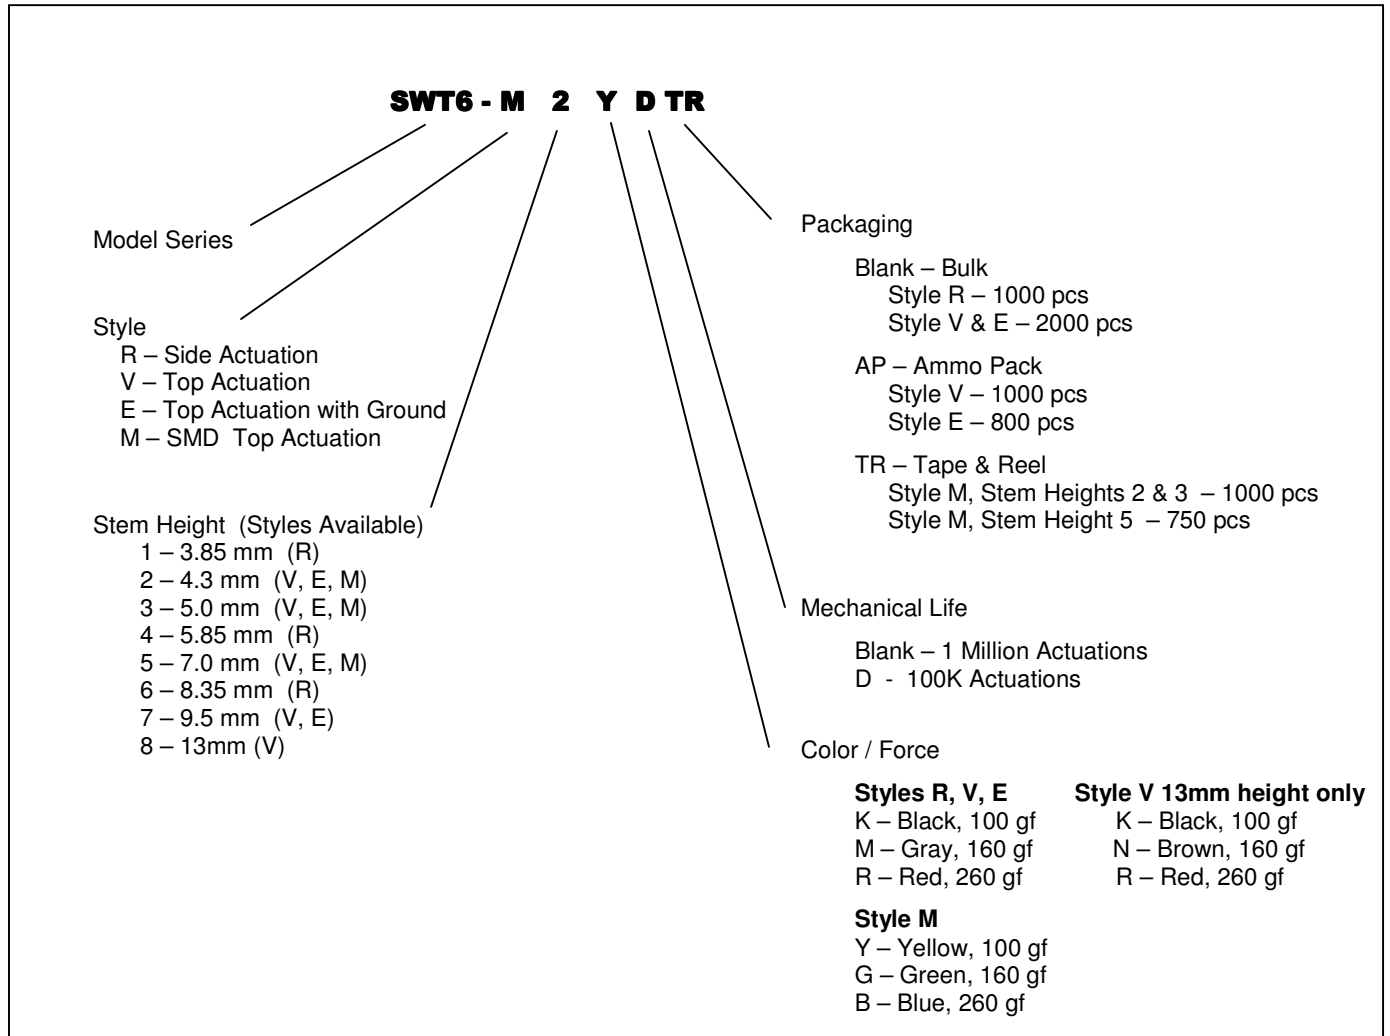 SWT6 - M 2 Y D TR
Model Series
Style
R – Side Actuation
V – Top Actuation
E – Top Actuation with Ground
M – SMD Top Actuation
Stem Height (Styles Available)
1 – 3.85 mm (R)
2 – 4.3 mm (V, E, M)
3 – 5.0 mm (V, E, M)
4 – 5.85 mm (R)
5 – 7.0 mm (V, E, M)
6 – 8.35 mm (R)
7 – 9.5 mm (V, E)
8 – 13mm (V)
Packaging
Blank – Bulk
Style R – 1000 pcs
Style V & E – 2000 pcs
AP – Ammo Pack
Style V – 1000 pcs
Style E – 800 pcs
TR – Tape & Reel
Style M, Stem Heights 2 & 3 – 1000 pcs
Style M, Stem Height 5 – 750 pcs
Mechanical Life
Blank – 1 Million Actuations
D - 100K Actuations
Color / Force
Styles R, V, E
K – Black, 100 gf
M – Gray, 160 gf
R – Red, 260 gf
Style V 13mm height only
K – Black, 100 gf
N – Brown, 160 gf
R – Red, 260 gf
Style M
Y – Yellow, 100 gf
G – Green, 160 gf
B – Blue, 260 gf